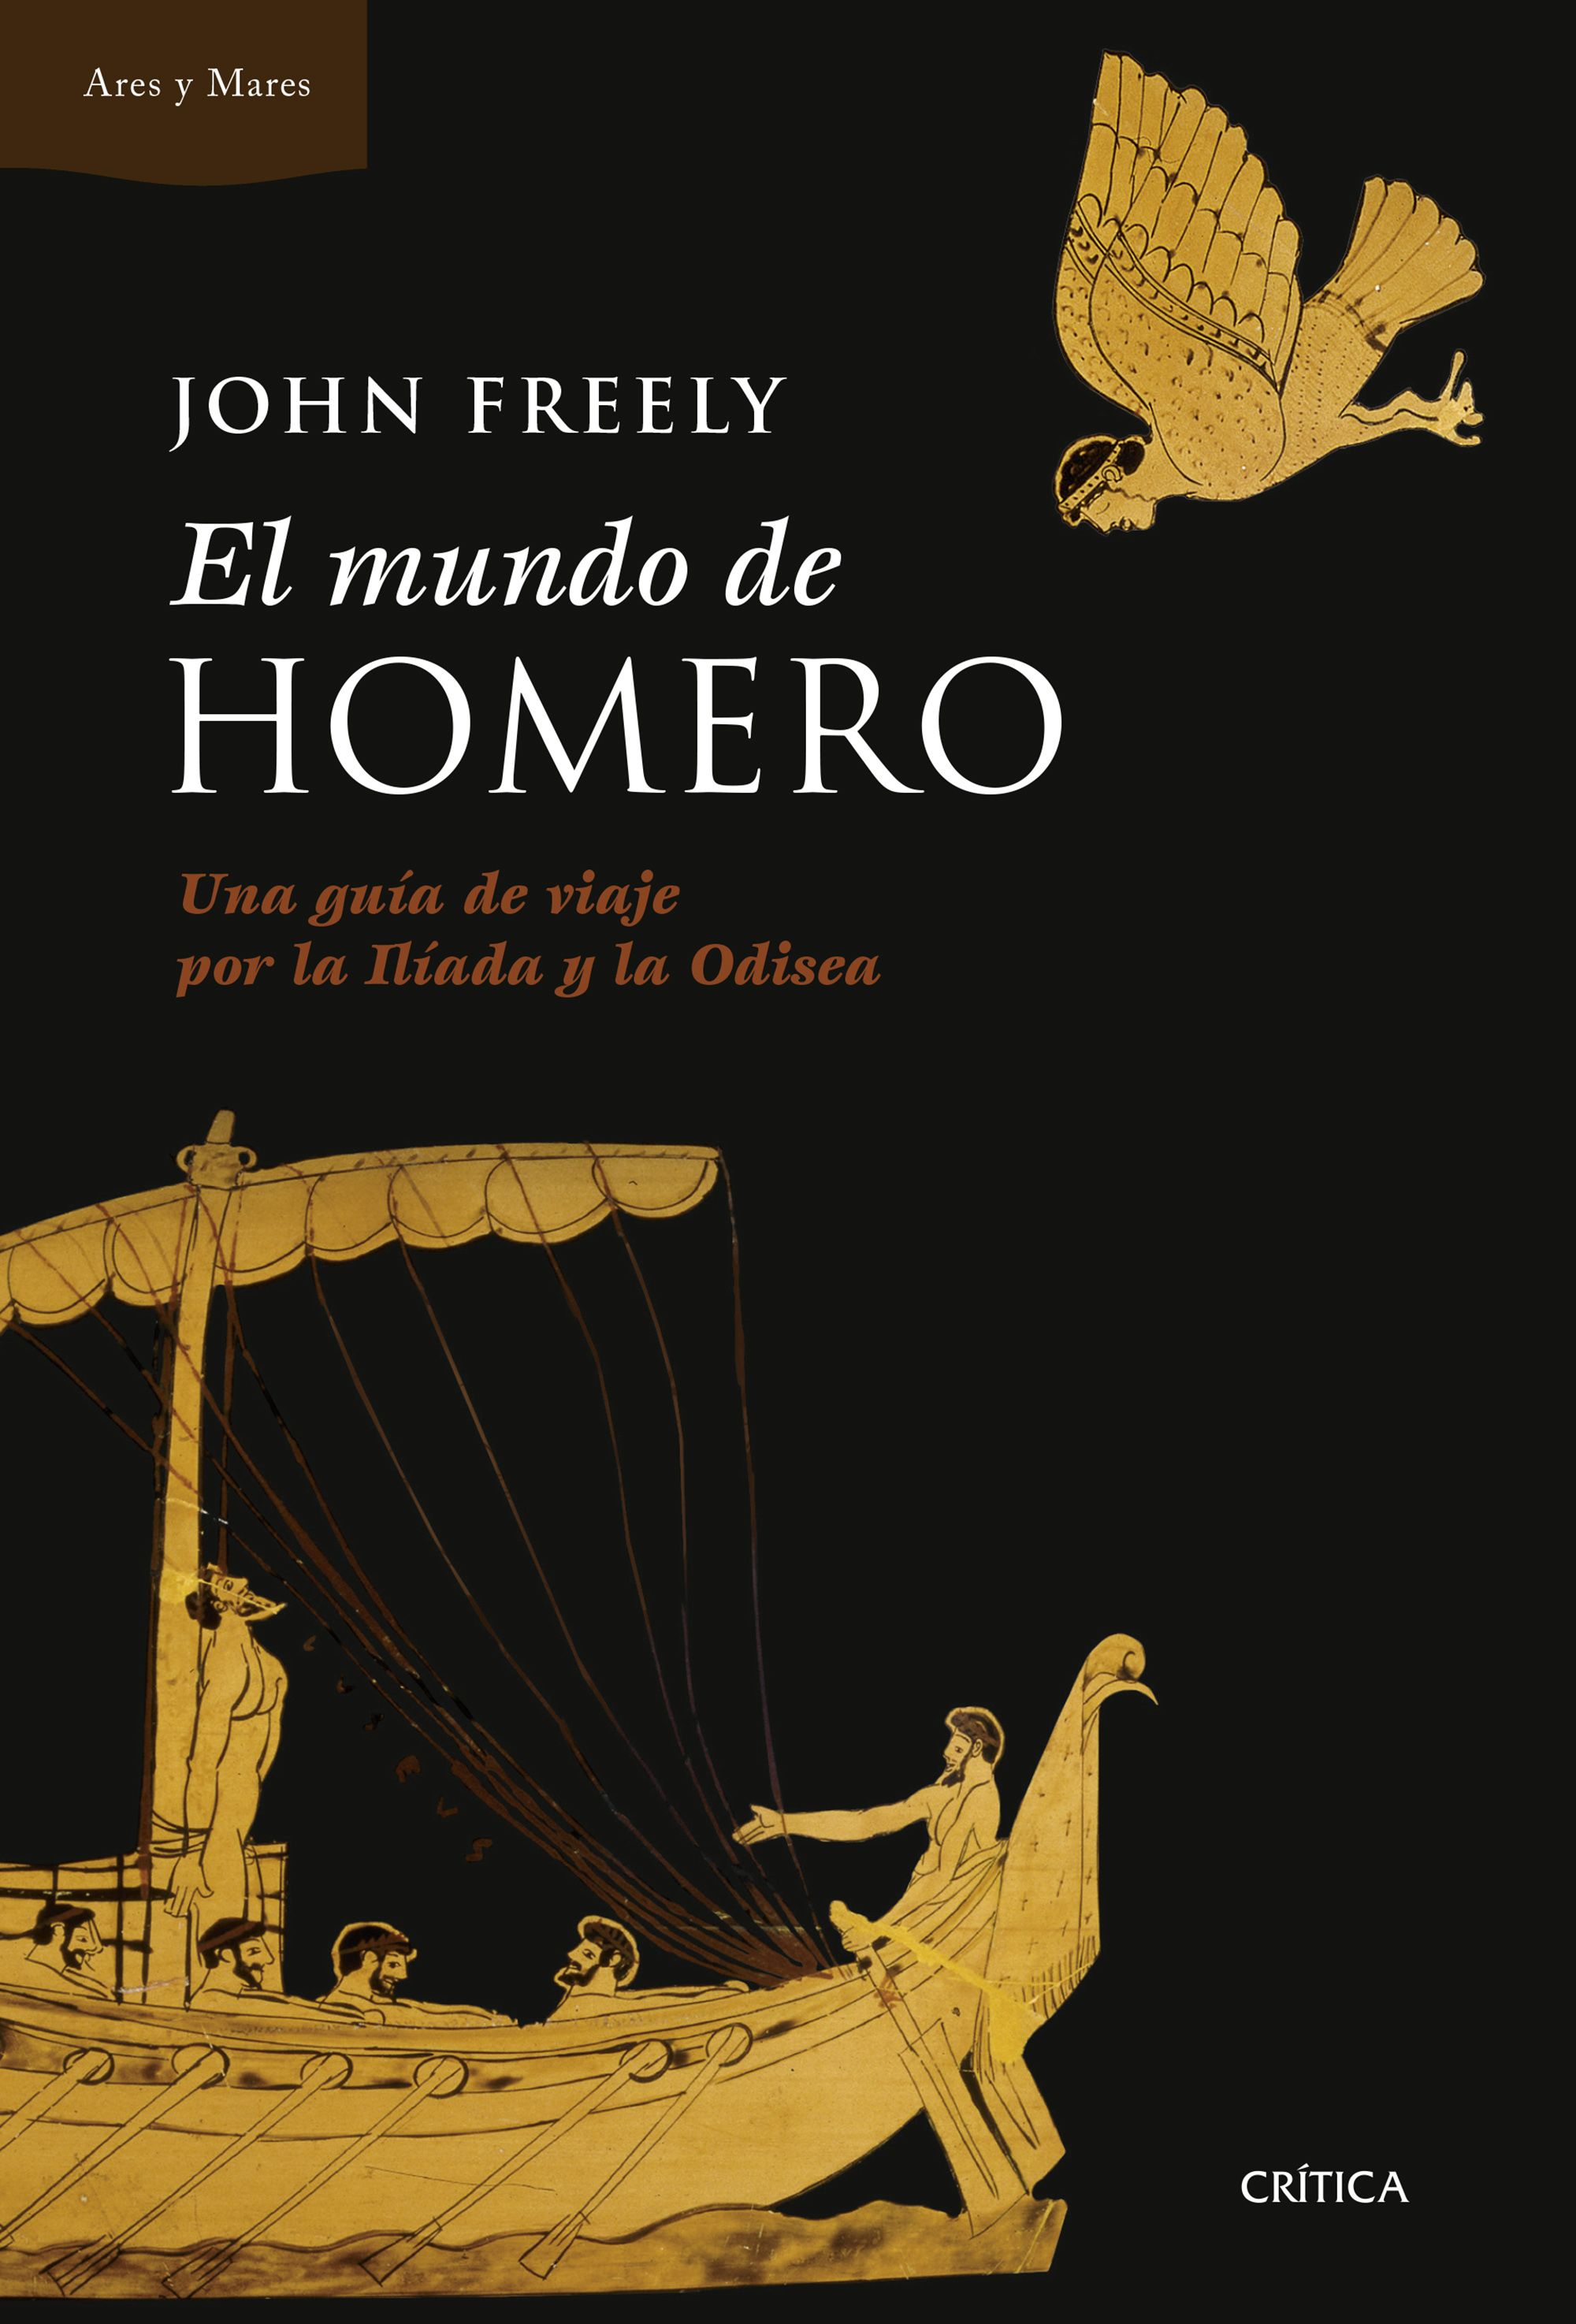 Ares y Mares
JOHN FREELY
El mundo de
HOMERO
Una guía de viaje
por la Ilíada y la Odisea
CRÍTICA